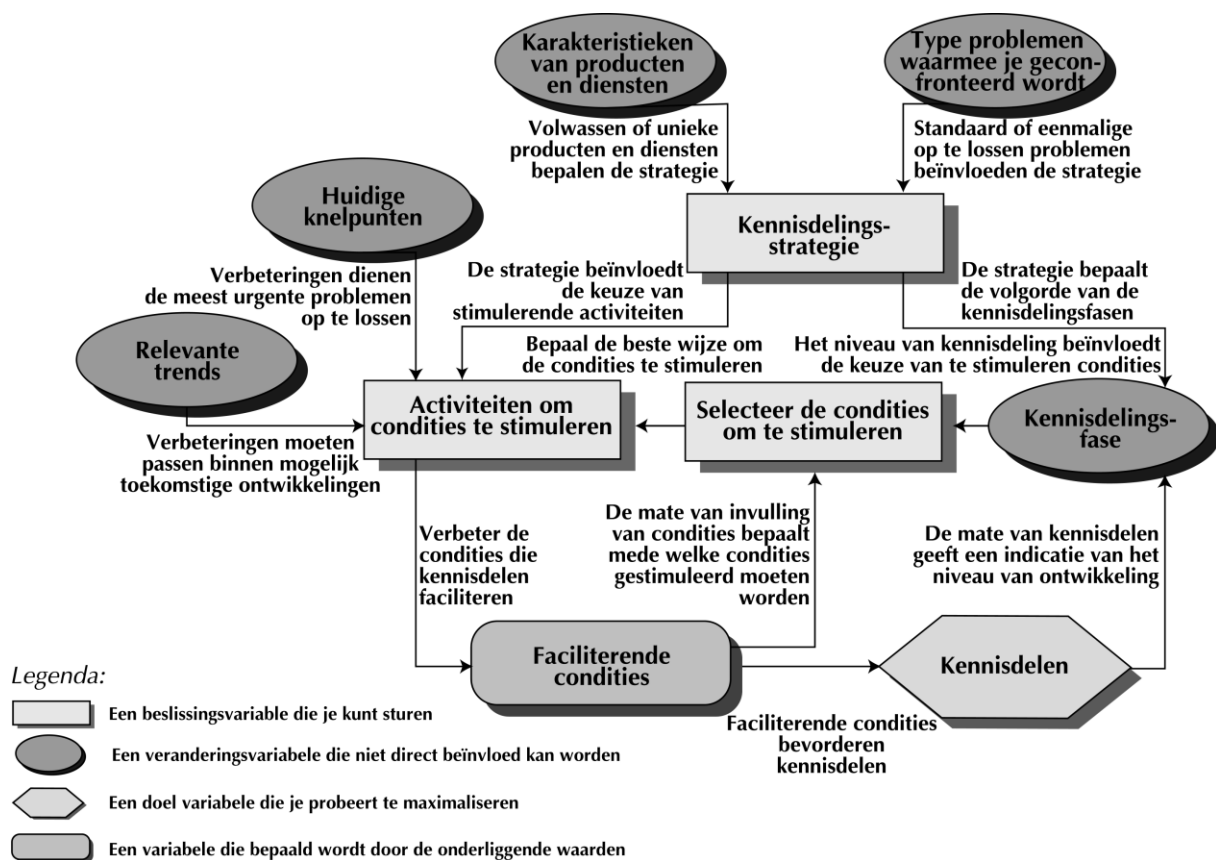 Karakteristieken
van producten
en diensten
Type problemen
waarmee je gecon-
fronteerd wordt
Volwassen of unieke
producten en diensten
bepalen de strategie
Standaard of eenmalige
op te lossen problemen
beïnvloeden de strategie
Huidige
knelpunten
Kennisdelings-
strategie
Verbeteringen dienen
de meest urgente problemen
op te lossen
De strategie beïnvloedt
de keuze van
stimulerende activiteiten
De strategie bepaalt
de volgorde van de
kennisdelingsfasen
Relevante
trends
Bepaal de beste wijze om
de condities te stimuleren
Het niveau van kennisdeling beïnvloedt
de keuze van te stimuleren condities
Activiteiten om
condities te stimuleren
Selecteer de condities
om te stimuleren
Kennisdelings-
fase
Verbeteringen moeten
passen binnen mogelijk
toekomstige ontwikkelingen
Verbeter de
condities die
kennisdelen
faciliteren
De mate van invulling
van condities bepaalt
mede welke condities
gestimuleerd moeten
worden
De mate van kennisdelen
geeft een indicatie van het
niveau van ontwikkeling
Faciliterende
condities
Kennisdelen
Faciliterende condities
bevorderen
kennisdelen
Legenda:
Een beslissingsvariable die je kunt sturen
Een veranderingsvariabele die niet direct beïnvloed kan worden
Een doel variabele die je probeert te maximaliseren
Een variabele die bepaald wordt door de onderliggende waarden